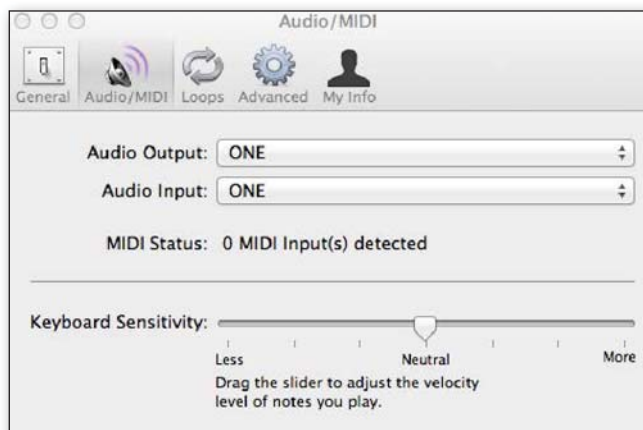 Audio/MIDI
General Audio/MIDI Loops Advanced My Info
Audio Output: ONE
Audio Input: ONE
MIDI Status: 0 MIDI Input(s) detected
Keyboard Sensitivity:
Less Neutral More
Drag the slider to adjust the velocity
level of notes you play.